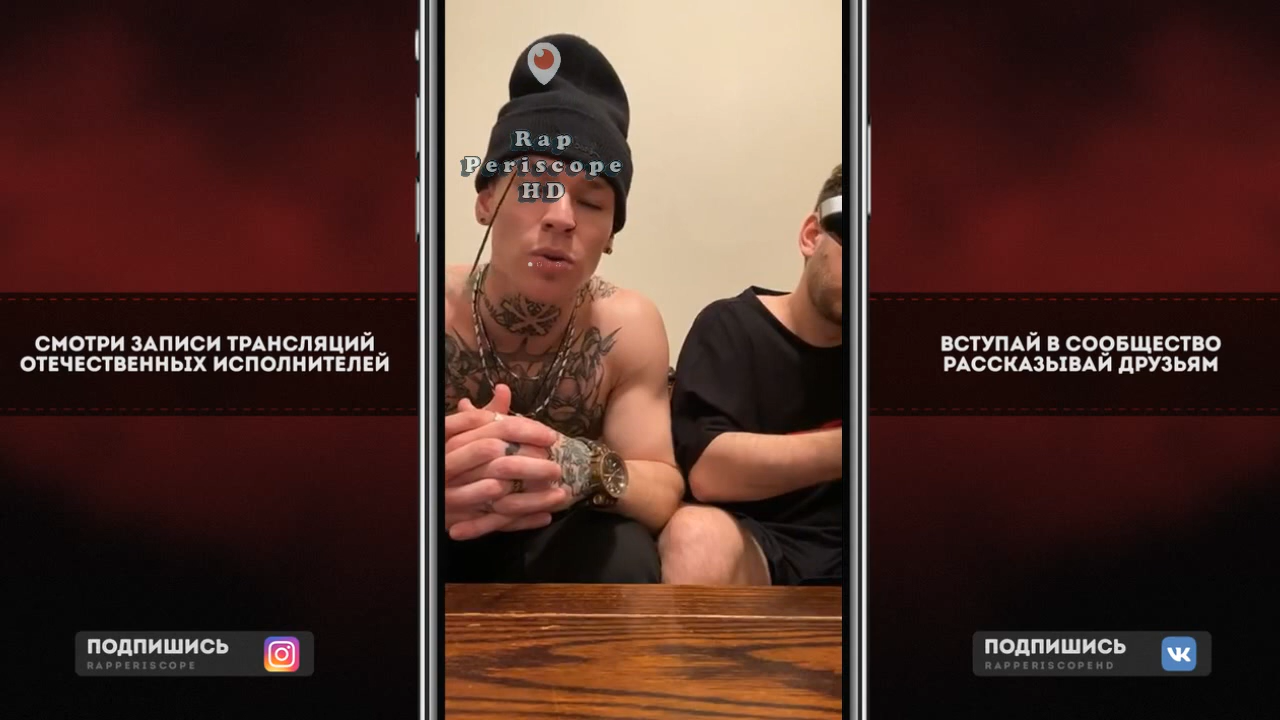 Rap
Periscope
HD
СМОТРИ ЗАПИСИ ТРАНСЛЯЦИЙ
ОТЕЧЕСТВЕННЫХ ИСПОЛНИТЕЛЕЙ
ВСТУПАЙ В СООБЩЕСТВО
РАССКАЗЫВАЙ ДРУЗЬЯМ
ПОДПИШИСЬ
RAPPERISCOPE
ПОДПИШИСЬ
RAPPERISCOPEHD